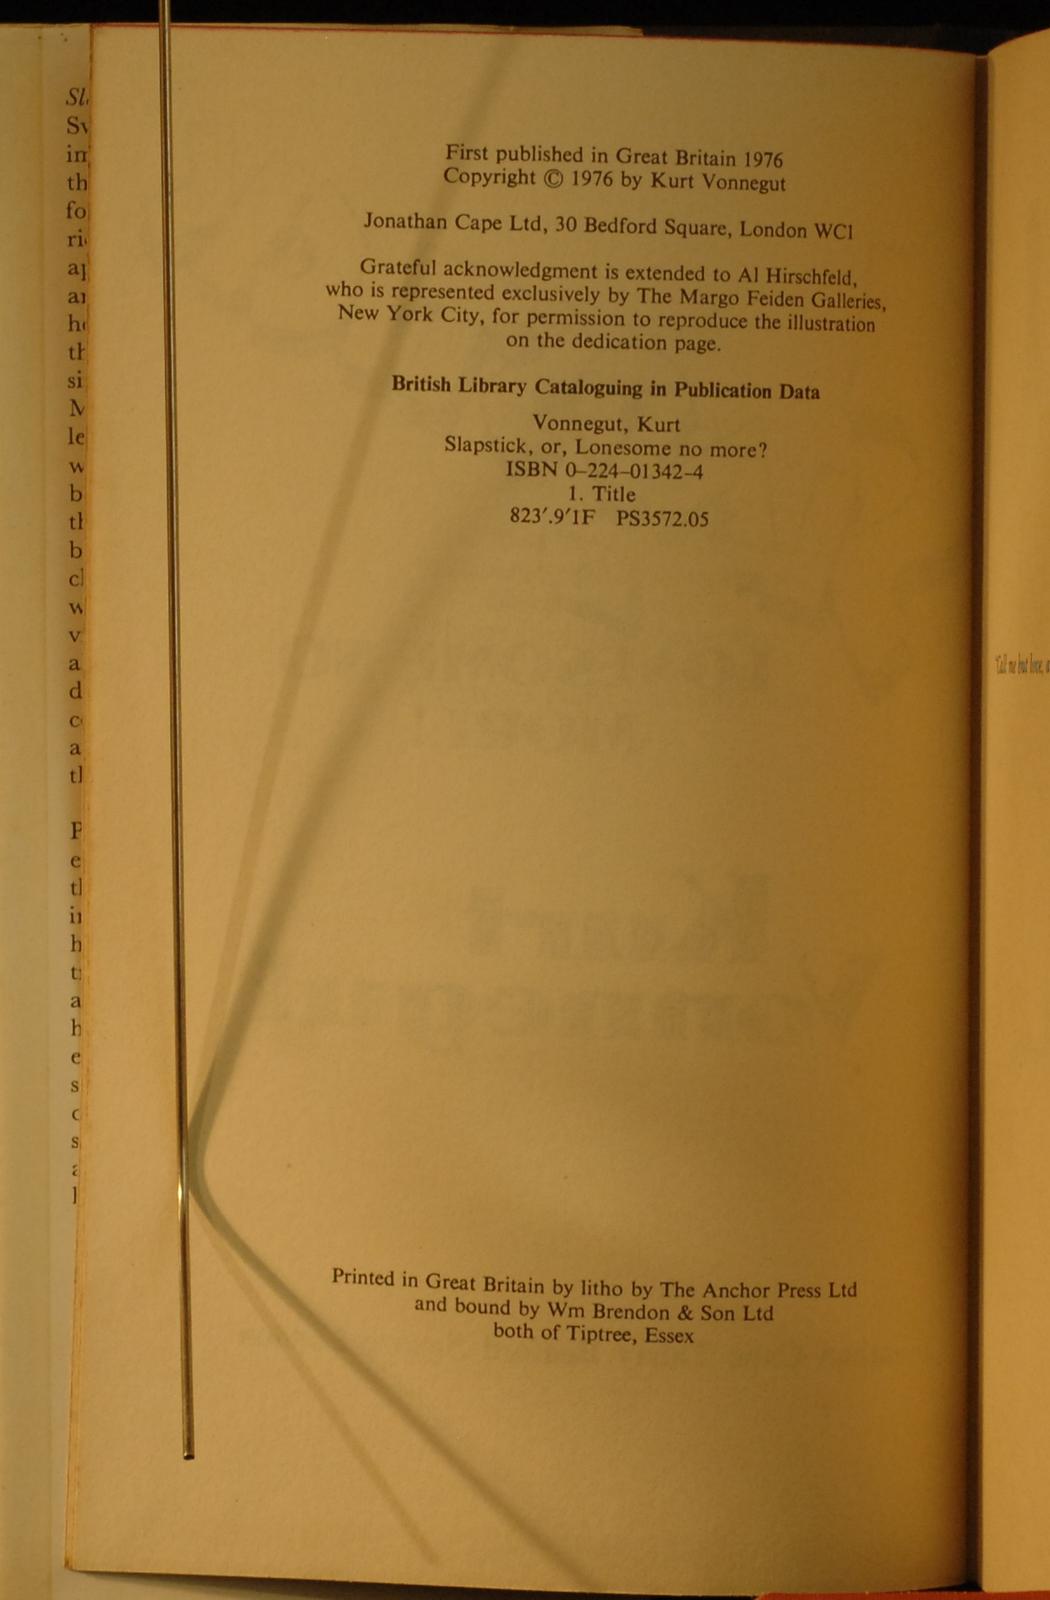 First published in Great Britain 1976
Copyright © 1976 by Kurt Vonnegut
Jonathan Cape Ltd, 30 Bedford Square, London WC1
Grateful acknowledgment is extended to Al Hirschfeld,
who is represented exclusively by The Margo Feiden Galleries,
New York City, for permission to reproduce the illustration
on the dedication page.
British Library Cataloguing in Publication Data
Vonnegut, Kurt
Slapstick, or, Lonesome no more?
ISBN 0–224–01342–4
1. Title
823′.9′1F PS3572.05
Printed in Great Britain by litho by The Anchor Press Ltd
and bound by Wm Brendon & Son Ltd
both of Tiptree, Essex